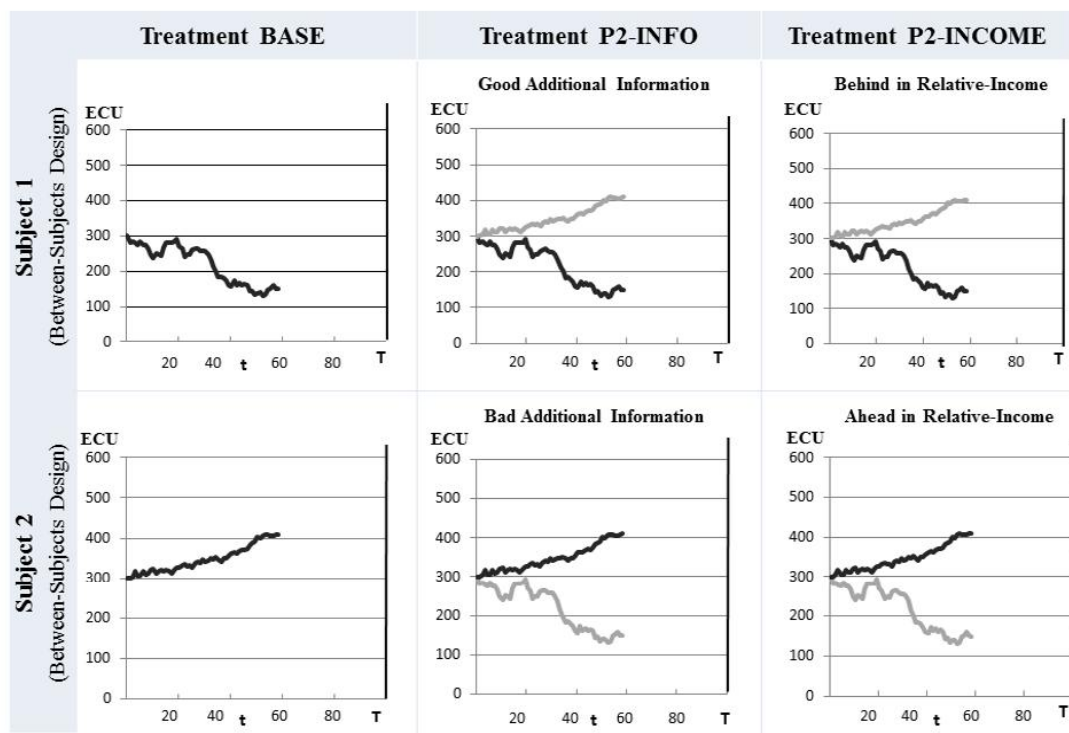 Treatment BASE
Treatment P2-INFO
Treatment P2-INCOME
Subject 1
(Between-Subjects Design)
ECU
600
500
400
300
200
100
0
20
40
t
60
80
T
Good Additional Information
ECU
600
500
400
300
200
100
0
20
40
t
60
80
T
Behind in Relative-Income
ECU
600
500
400
300
200
100
0
20
40
t
60
80
T
Subject 2
(Between-Subjects Design)
ECU
600
500
400
300
200
100
0
20
40
t
60
80
T
Bad Additional Information
ECU
600
500
400
300
200
100
0
20
40
t
60
80
T
Ahead in Relative-Income
ECU
600
500
400
300
200
100
0
20
40
t
60
80
T